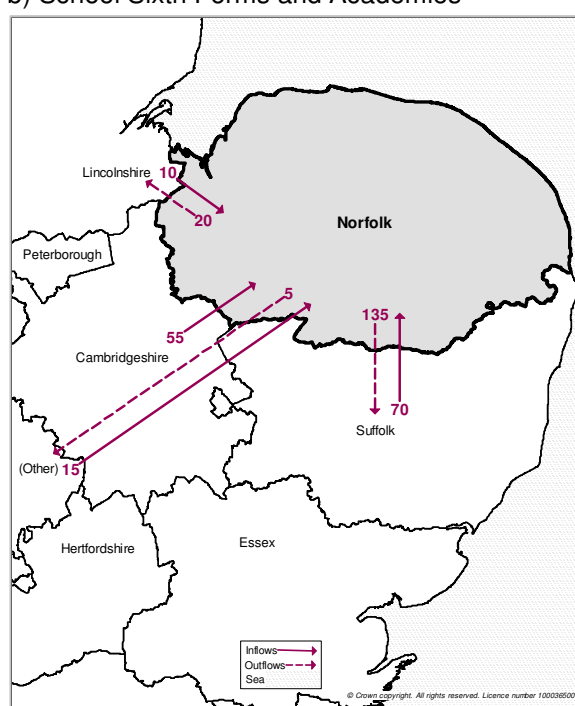 b) School Sixth Forms and Academies
Lincolnshire 10
20
Norfolk
Peterborough
5
135
55
Cambridgeshire
70
Suffolk
(Other) 15
Hertfordshire
Essex
Inflows
Outflows
Sea
© Crown copyright. All rights reserved. Licence number 100036500